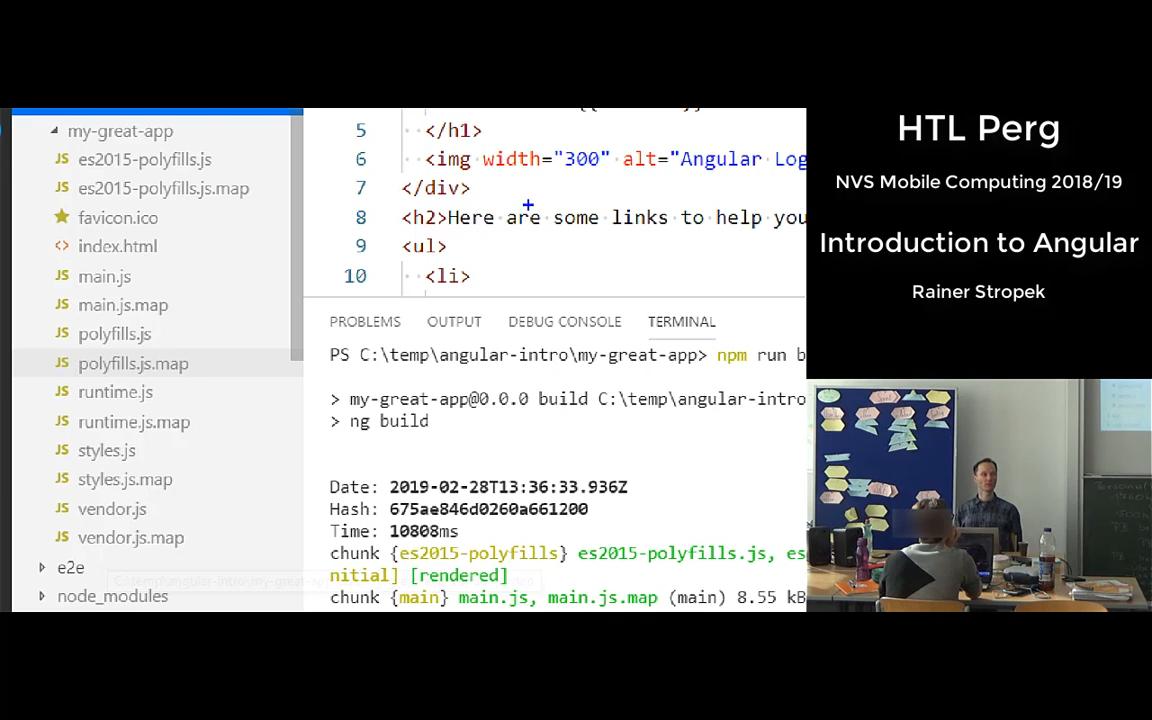 my-great-app
es2015-polyfills.js
es2015-polyfills.js.map
favicon.ico
index.html
main.js
main.js.map
polyfills.js
polyfills.js.map
runtime.js
runtime.js.map
styles.js
styles.js.map
vendor.js
vendor.js.map
e2e
node_modules
5 </h1>
6 <img width="300" alt="Angular Log
7 </div>
8 <h2>Here are some links to help you
9 <ul>
10 <li>
PROBLEMS OUTPUT DEBUG CONSOLE TERMINAL
PS C:\temp\angular-intro\my-great-app> npm run b
> my-great-app@0.0.0 build C:\temp\angular-intro
> ng build
Date: 2019-02-28T13:36:33.936Z
Hash: 675ae846d0260a661200
Time: 10808ms
chunk {es2015-polyfills} es2015-polyfills.js, es
nitial] [rendered]
chunk {main} main.js, main.js.map (main) 8.55 kB
HTL Perg
NVS Mobile Computing 2018/19
Introduction to Angular
Rainer Stropek